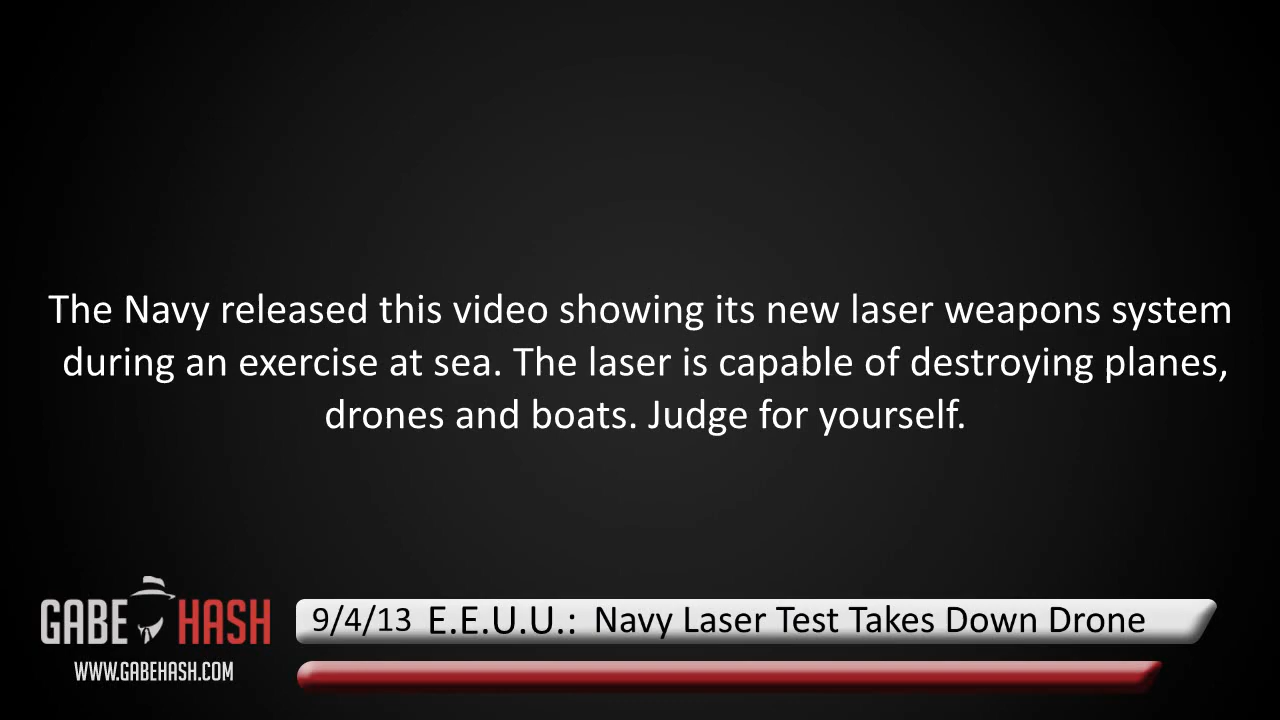 The Navy released this video showing its new laser weapons system
during an exercise at sea. The laser is capable of destroying planes,
drones and boats. Judge for yourself.
GABE HASH
WWW.GABEHASH.COM
9/4/13 E.E.U.U.: Navy Laser Test Takes Down Drone